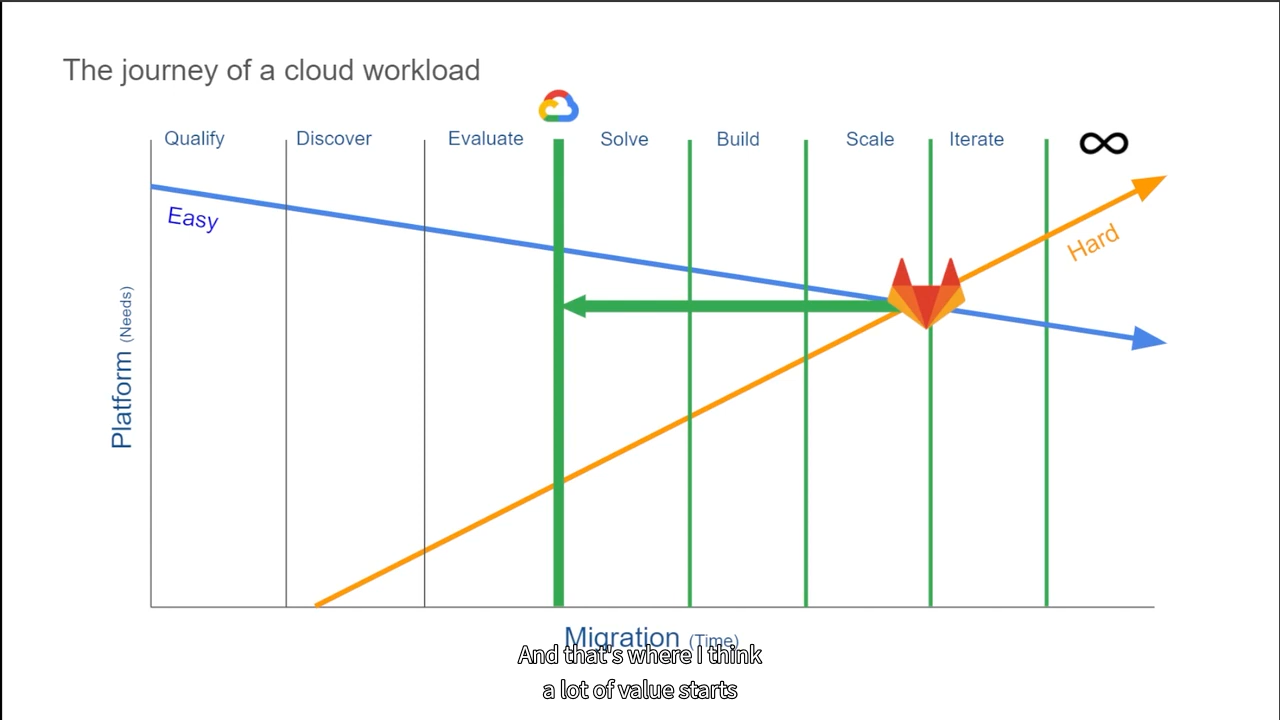 The journey of a cloud workload
Qualify Discover Evaluate Solve Build Scale Iterate
Easy
Hard
Platform (Needs)
Migration (Time)
And that's where I think
a lot of value starts